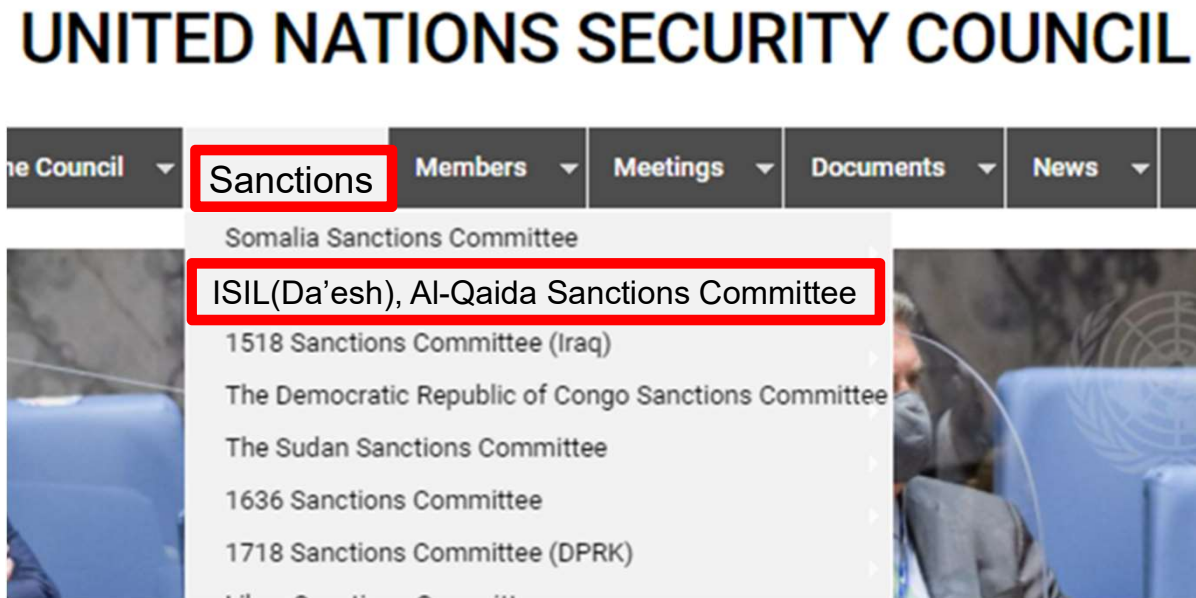 UNITED NATIONS SECURITY COUNCIL
he Council Sanctions Members Meetings Documents News
Somalia Sanctions Committee
ISIL(Da’esh), Al-Qaida Sanctions Committee
1518 Sanctions Committee (Iraq)
The Democratic Republic of Congo Sanctions Committee
The Sudan Sanctions Committee
1636 Sanctions Committee
1718 Sanctions Committee (DPRK)